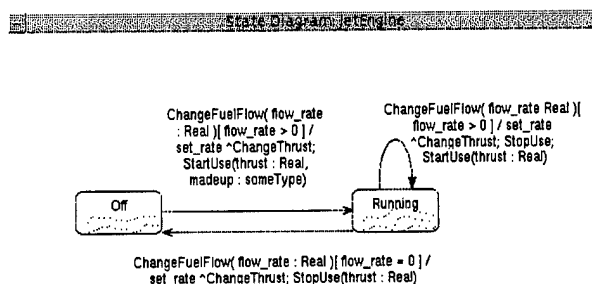 State Diagram: JetEngine
ChangeFuelFlow( flow_rate
: Real )[ flow_rate > 0 ] /
set_rate ^ChangeThrust;
StartUse(thrust : Real,
madeup : someType)
ChangeFuelFlow( flow_rate Real )[
flow_rate > 0 ] / set_rate
^ChangeThrust; StopUse;
StartUse(thrust : Real)
Off
Running
ChangeFuelFlow( flow_rate : Real )[ flow_rate = 0 ] /
set_rate ^ChangeThrust; StopUse(thrust : Real)